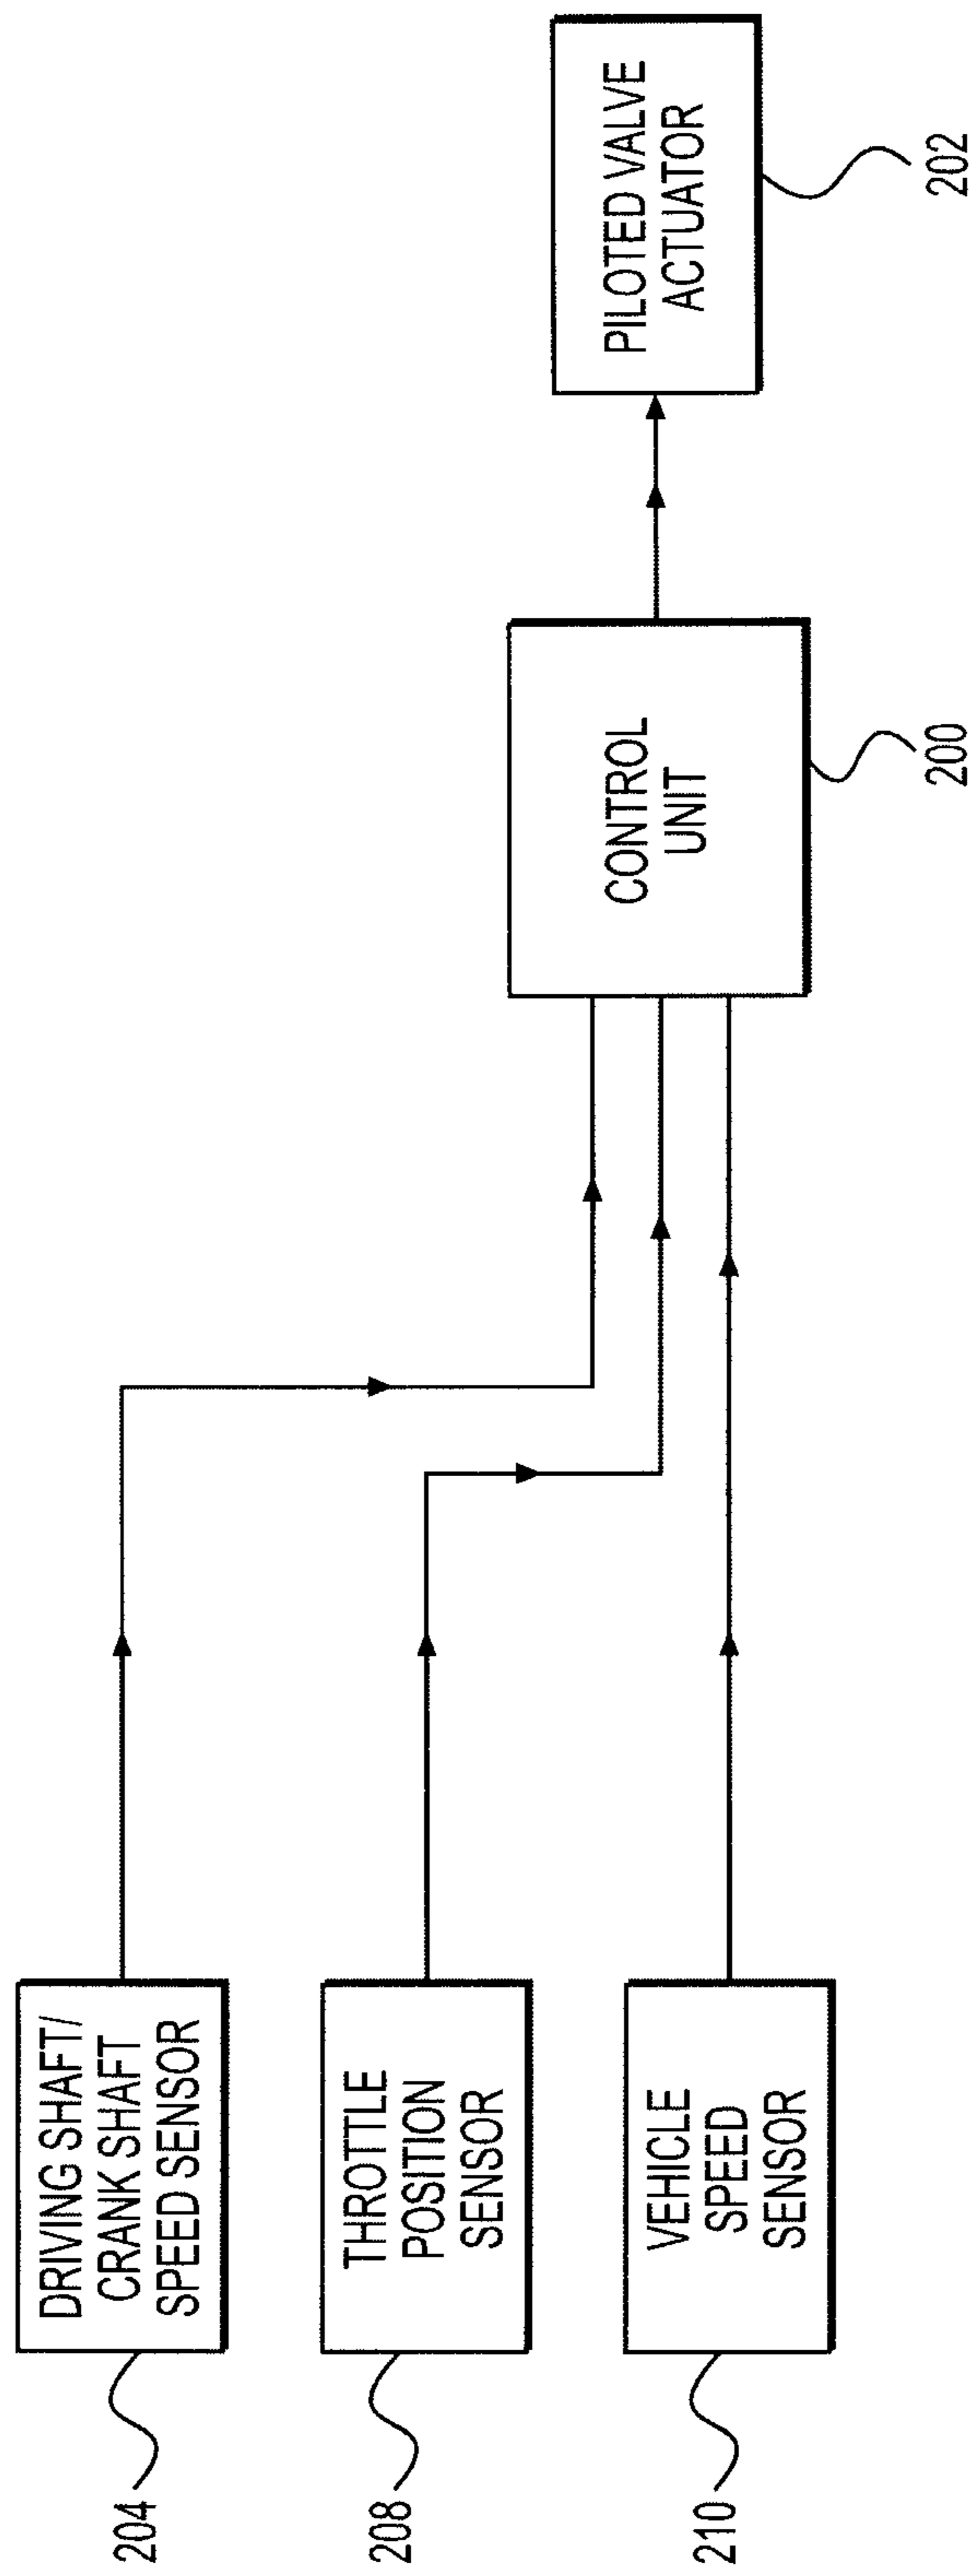 DRIVING SHAFT/
CRANK SHAFT
SPEED SENSOR
204
THROTTLE
POSITION
SENSOR
208
VEHICLE
SPEED
SENSOR
210
CONTROL
UNIT
200
PILOTED VALVE
ACTUATOR
202